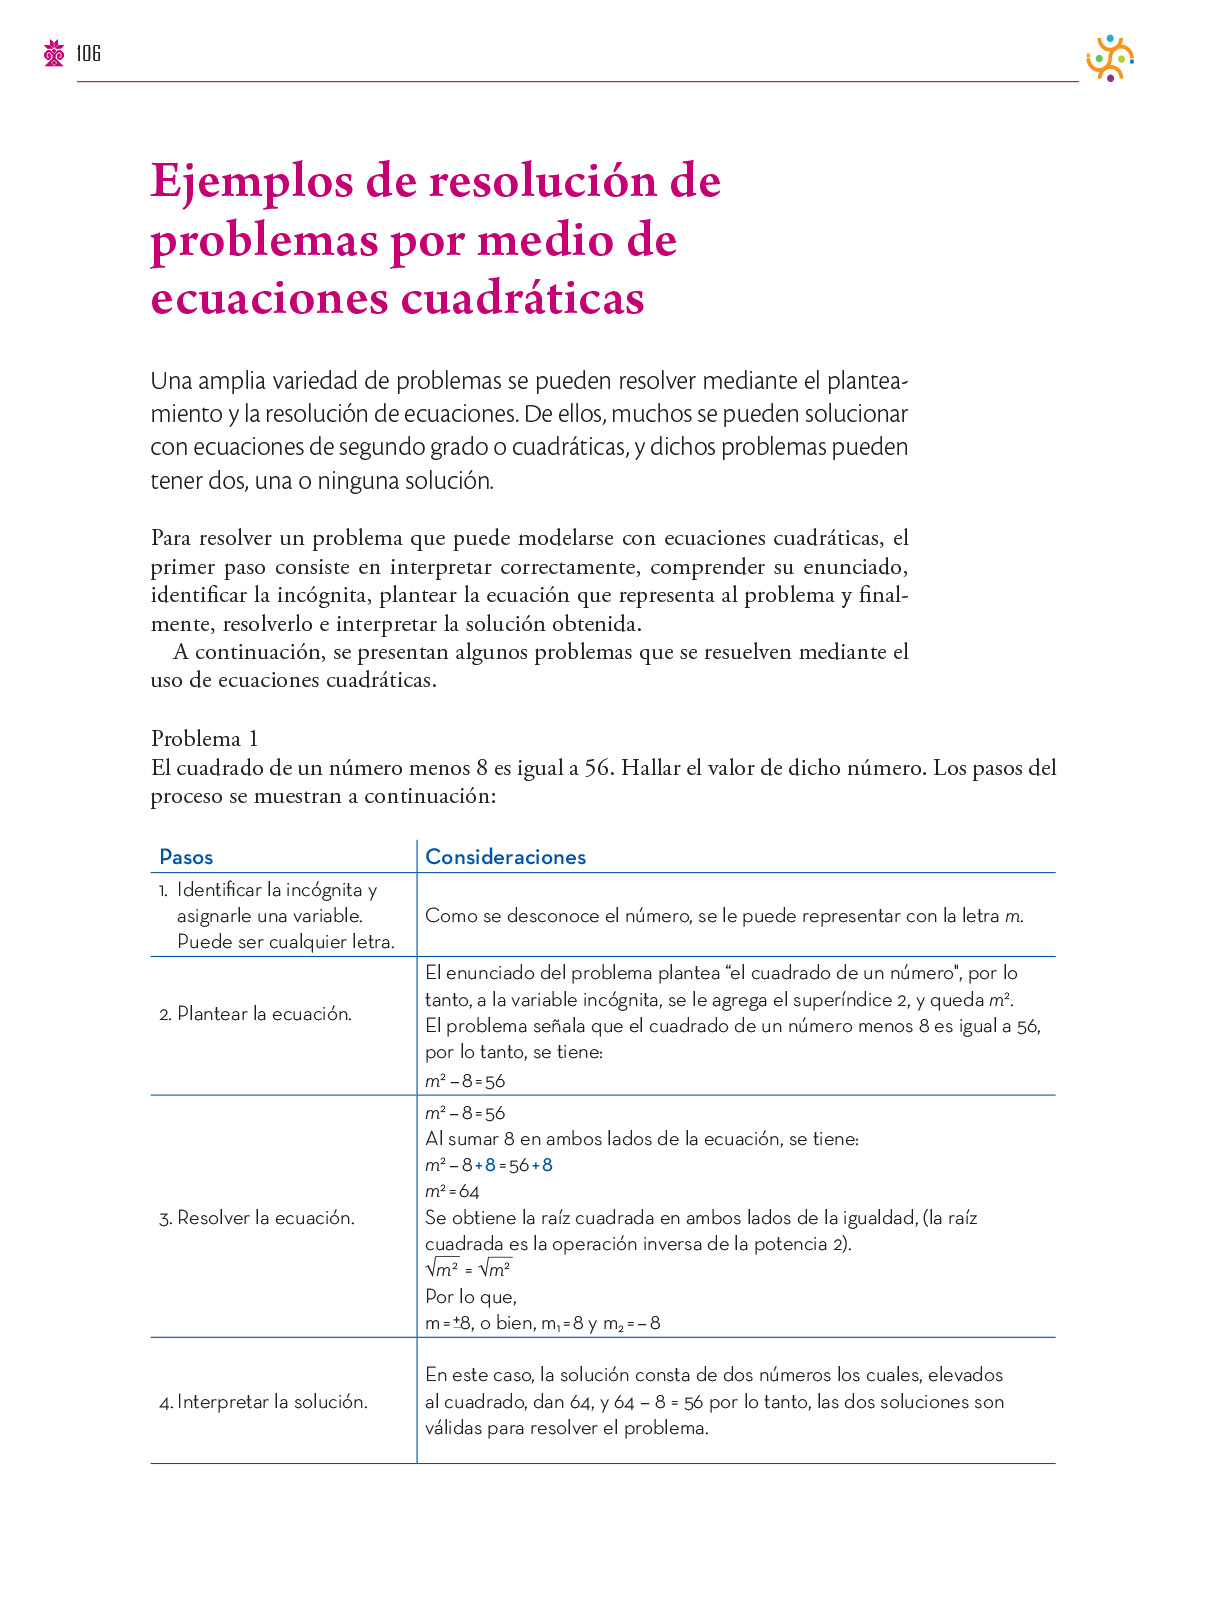 106
Ejemplos de resolución de
problemas por medio de
ecuaciones cuadráticas
Una amplia variedad de problemas se pueden resolver mediante el plantea-
miento y la resolución de ecuaciones. De ellos, muchos se pueden solucionar
con ecuaciones de segundo grado o cuadráticas, y dichos problemas pueden
tener dos, una o ninguna solución.
Para resolver un problema que puede modelarse con ecuaciones cuadráticas, el
primer paso consiste en interpretar correctamente, comprender su enunciado,
identificar la incógnita, plantear la ecuación que representa al problema y final-
mente, resolverlo e interpretar la solución obtenida.
A continuación, se presentan algunos problemas que se resuelven mediante el
uso de ecuaciones cuadráticas.
Problema 1
El cuadrado de un número menos 8 es igual a 56. Hallar el valor de dicho número. Los pasos del
proceso se muestran a continuación:
Pasos
Consideraciones
1. Identificar la incógnita y
asignarle una variable.
Puede ser cualquier letra.
Como se desconoce el número, se le puede representar con la letra m.
2. Plantear la ecuación.
El enunciado del problema plantea “el cuadrado de un número", por lo
tanto, a la variable incógnita, se le agrega el superíndice 2, y queda m².
El problema señala que el cuadrado de un número menos 8 es igual a 56,
por lo tanto, se tiene:
m² – 8 = 56
3. Resolver la ecuación.
m² – 8 = 56
Al sumar 8 en ambos lados de la ecuación, se tiene:
m² – 8 + 8 = 56 + 8
m² = 64
Se obtiene la raíz cuadrada en ambos lados de la igualdad, (la raíz
cuadrada es la operación inversa de la potencia 2).
√m² = √m²
Por lo que,
m = ±8, o bien, m₁ = 8 y m₂ = – 8
4. Interpretar la solución.
En este caso, la solución consta de dos números los cuales, elevados
al cuadrado, dan 64, y 64 – 8 = 56 por lo tanto, las dos soluciones son
válidas para resolver el problema.